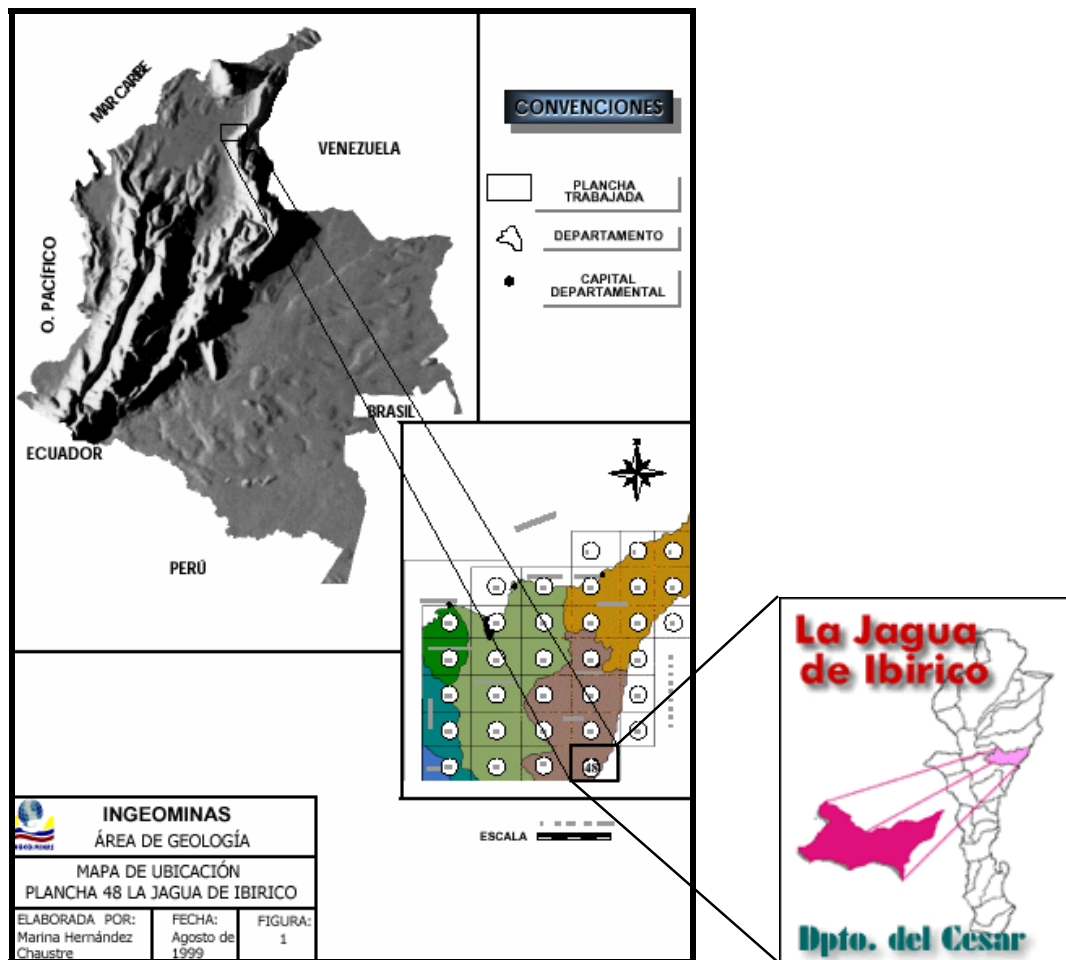 MAR CARIBE
VENEZUELA
O. PACÍFICO
BRASIL
ECUADOR
PERÚ
CONVENCIONES
PLANCHA
TRABAJADA
DEPARTAMENTO
CAPITAL
DEPARTAMENTAL
48
ESCALA
INGEOMINAS
ÁREA DE GEOLOGÍA
MAPA DE UBICACIÓN
PLANCHA 48 LA JAGUA DE IBIRICO
ELABORADA POR:
Marina Hernández
Chaustre
FECHA:
Agosto de
1999
FIGURA:
1
La Jagua
de Ibirico
Dpto. del Cesar